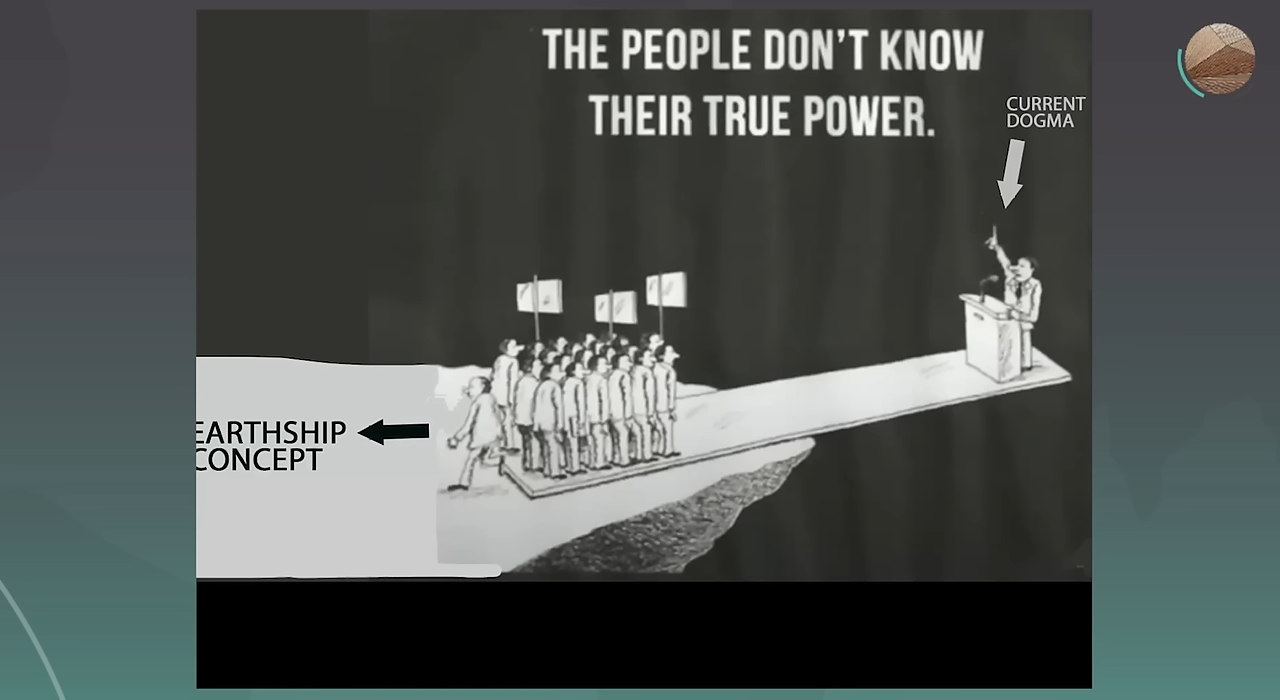 THE PEOPLE DON'T KNOW
THEIR TRUE POWER.
CURRENT
DOGMA
EARTHSHIP
CONCEPT